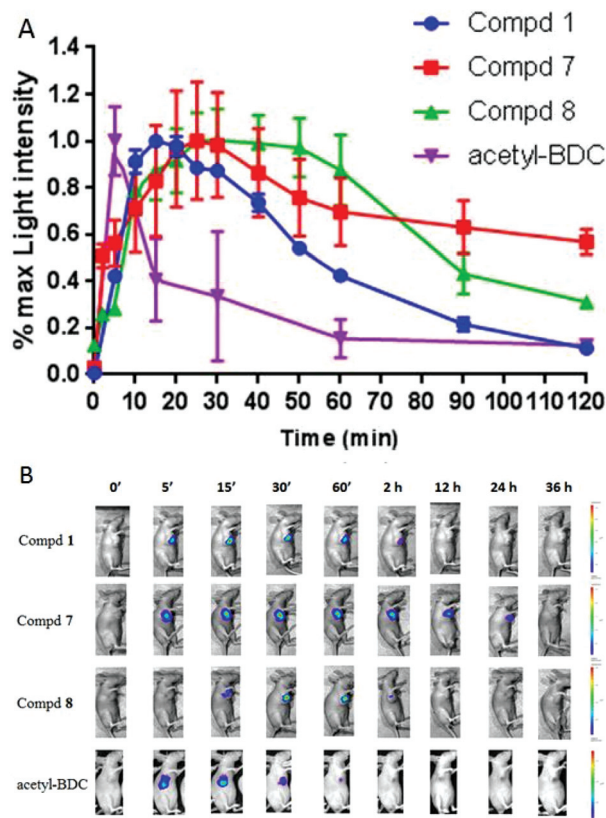 A
Compd 1
Compd 7
Compd 8
acetyl-BDC
% max Light intensity
1.4
1.2
1.0
0.8
0.6
0.4
0.2
0.0
0 10 20 30 40 50 60 70 80 90 100 110 120
Time (min)
B
0′ 5′ 15′ 30′ 60′ 2 h 12 h 24 h 36 h
Compd 1
Compd 7
Compd 8
acetyl-BDC